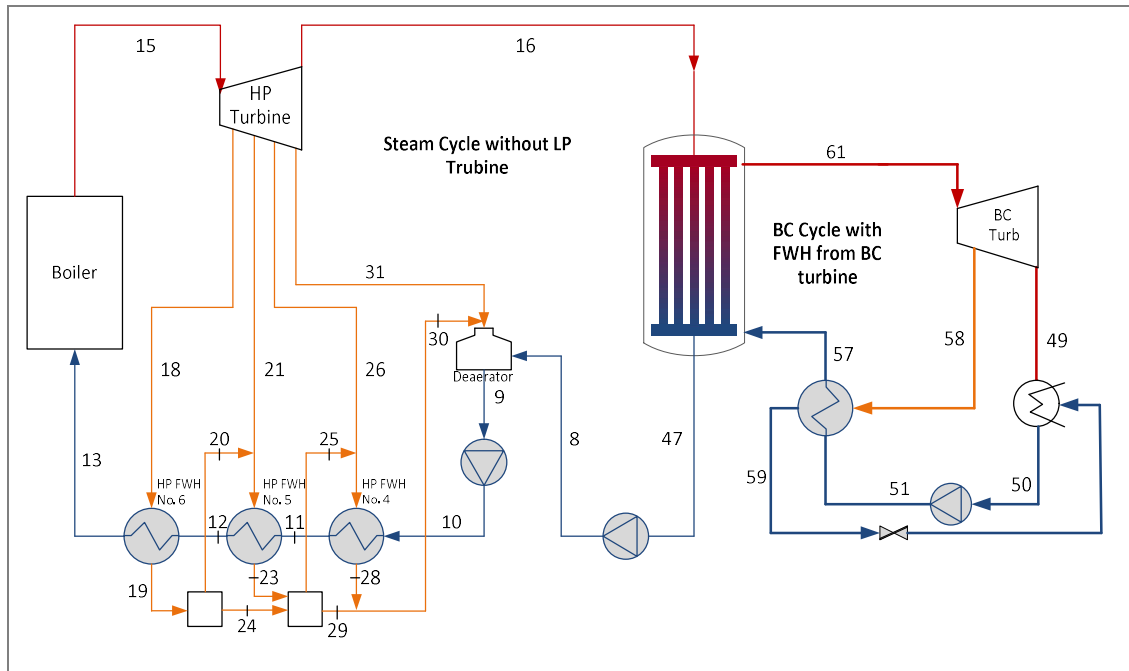 15
16
HP
Turbine
Steam Cycle without LP
Trubine
61
BC
Turb
BC Cycle with
FWH from BC
turbine
Boiler
31
30
Deaerator
18
21
26
9
8
47
57
58
49
13
20
25
HP FWH
No. 6
HP FWH
No. 5
HP FWH
No. 4
12
11
10
59
51
50
19
23
28
24
29